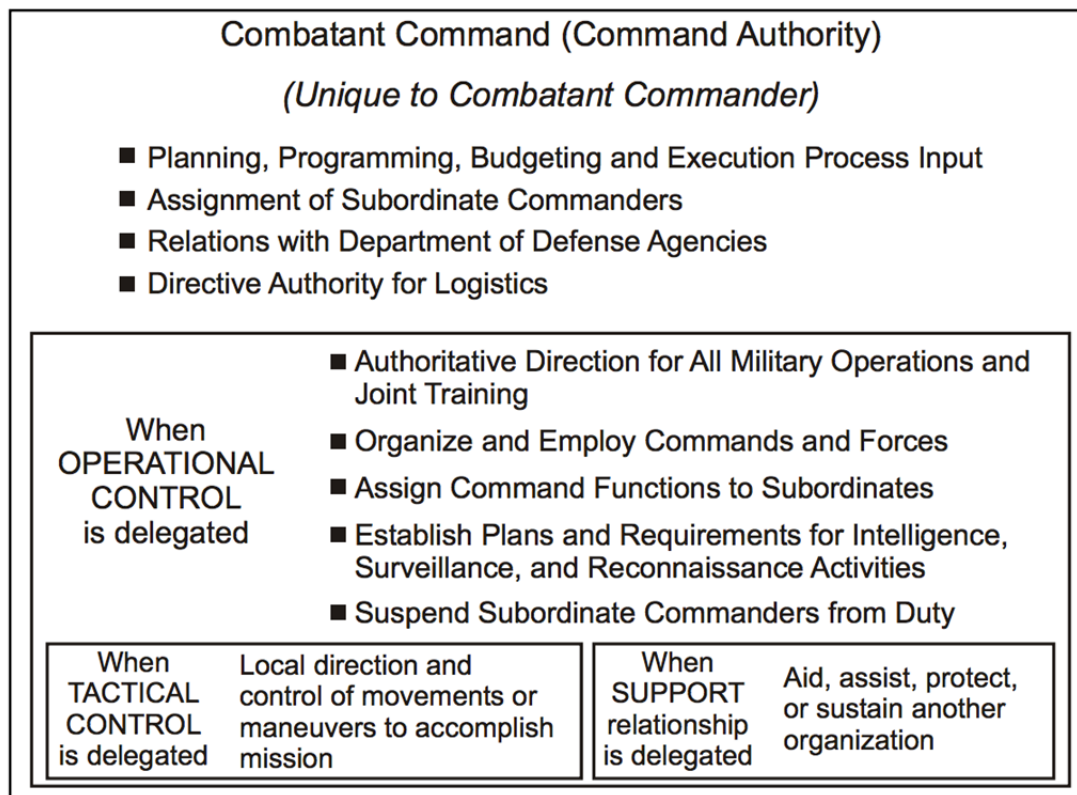 Combatant Command (Command Authority)
(Unique to Combatant Commander)
■ Planning, Programming, Budgeting and Execution Process Input
■ Assignment of Subordinate Commanders
■ Relations with Department of Defense Agencies
■ Directive Authority for Logistics
When
OPERATIONAL
CONTROL
is delegated
■ Authoritative Direction for All Military Operations and
Joint Training
■ Organize and Employ Commands and Forces
■ Assign Command Functions to Subordinates
■ Establish Plans and Requirements for Intelligence,
Surveillance, and Reconnaissance Activities
■ Suspend Subordinate Commanders from Duty
When
TACTICAL
CONTROL
is delegated
Local direction and
control of movements or
maneuvers to accomplish
mission
When
SUPPORT
relationship
is delegated
Aid, assist, protect,
or sustain another
organization